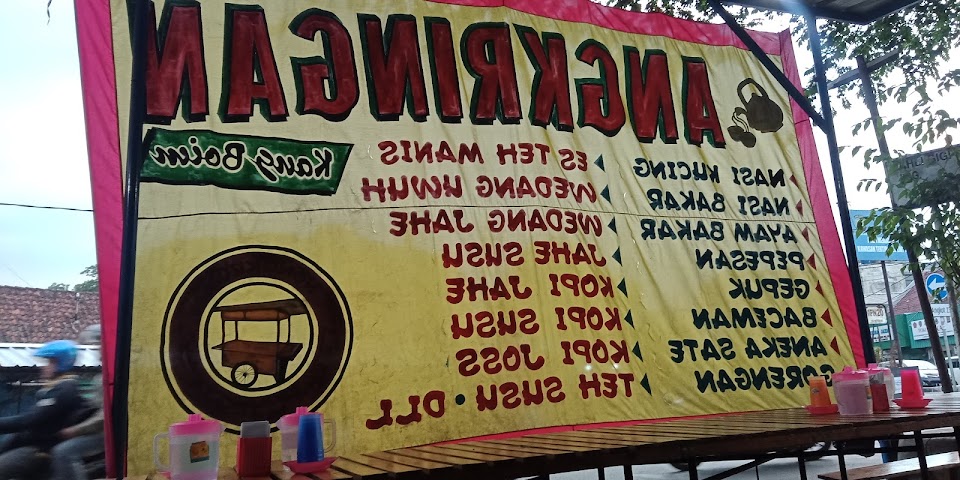 ANGKRINGAN
Kang Boim
NASI KUCING
NASI BAKAR
AYAM BAKAR
PEPESAN
GEPUK
BACEMAN
ANEKA SATE
GORENGAN
ES TEH MANIS
WEDANG UWUH
WEDANG JAHE
JAHE SUSU
KOPI JAHE
KOPI SUSU
KOPI JOSS
TEH SUSU • DLL